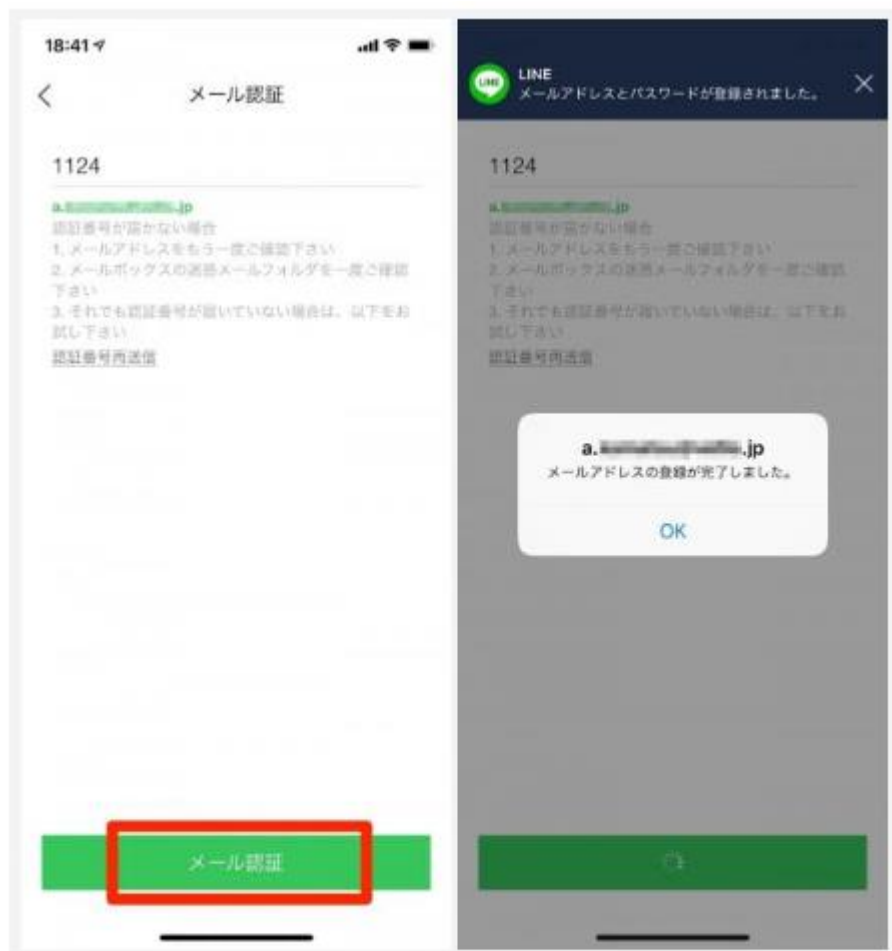 18:41
メール認証
1124
a.
.jp
認証番号が届かない場合
1. メールアドレスをもう一度ご確認下さい
2. メールボックスの迷惑メールフォルダを一度ご確認
下さい
3. それでも認証番号が届いていない場合は、以下をお
試し下さい
認証番号再送信
メール認証
LINE
LINE
メールアドレスとパスワードが登録されました。
1124
a.
.jp
認証番号が届かない場合
1. メールアドレスをもう一度ご確認下さい
2. メールボックスの迷惑メールフォルダを一度ご確認
下さい
3. それでも認証番号が届いていない場合は、以下をお
試し下さい
認証番号再送信
a.
.jp
メールアドレスの登録が完了しました。
OK